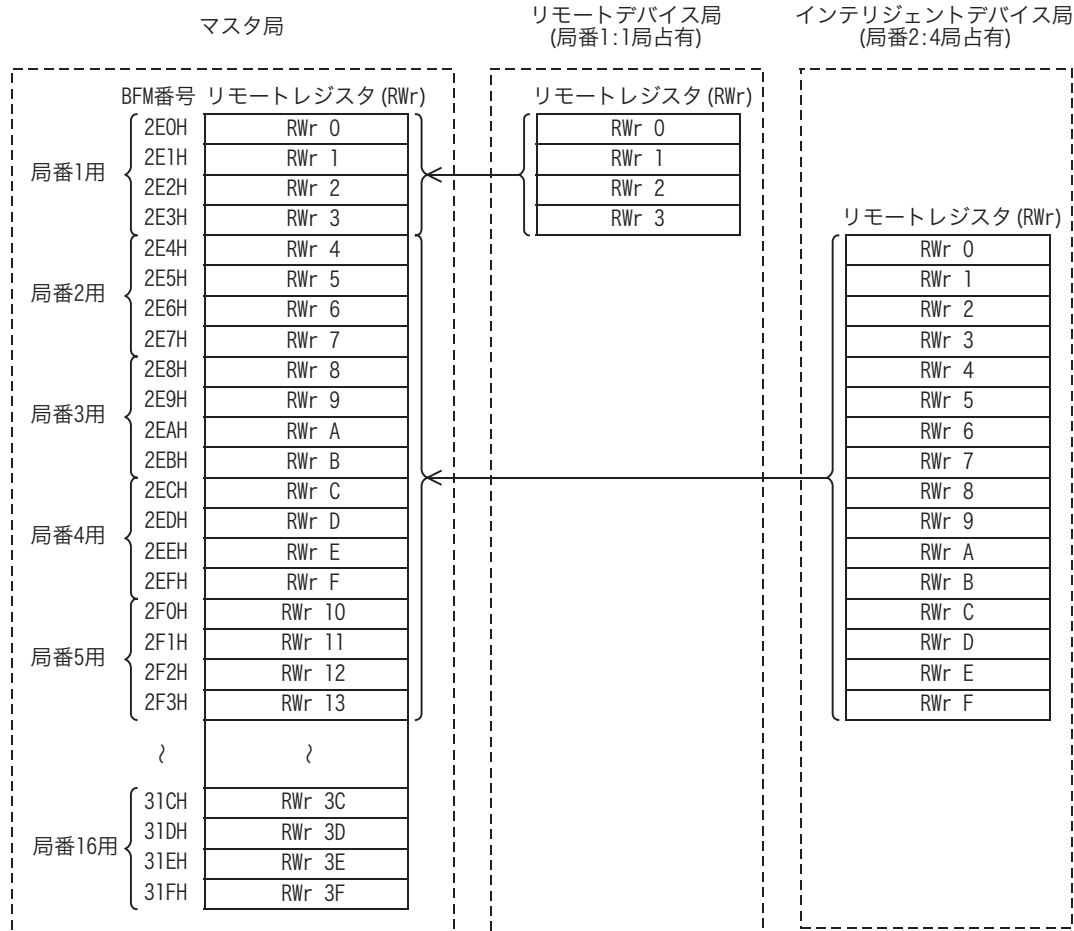 マスタ局
リモートデバイス局
(局番1:1局占有)
インテリジェントデバイス局
(局番2:4局占有)
BFM番号 リモートレジスタ(RWr)
局番1用
2E0H RWr 0
2E1H RWr 1
2E2H RWr 2
2E3H RWr 3
局番2用
2E4H RWr 4
2E5H RWr 5
2E6H RWr 6
2E7H RWr 7
局番3用
2E8H RWr 8
2E9H RWr 9
2EAH RWr A
2EBH RWr B
局番4用
2ECH RWr C
2EDH RWr D
2EEH RWr E
2EFH RWr F
局番5用
2F0H RWr 10
2F1H RWr 11
2F2H RWr 12
2F3H RWr 13
~ ~
局番16用
31CH RWr 3C
31DH RWr 3D
31EH RWr 3E
31FH RWr 3F
リモートレジスタ(RWr)
RWr 0
RWr 1
RWr 2
RWr 3
リモートレジスタ(RWr)
RWr 0
RWr 1
RWr 2
RWr 3
RWr 4
RWr 5
RWr 6
RWr 7
RWr 8
RWr 9
RWr A
RWr B
RWr C
RWr D
RWr E
RWr F